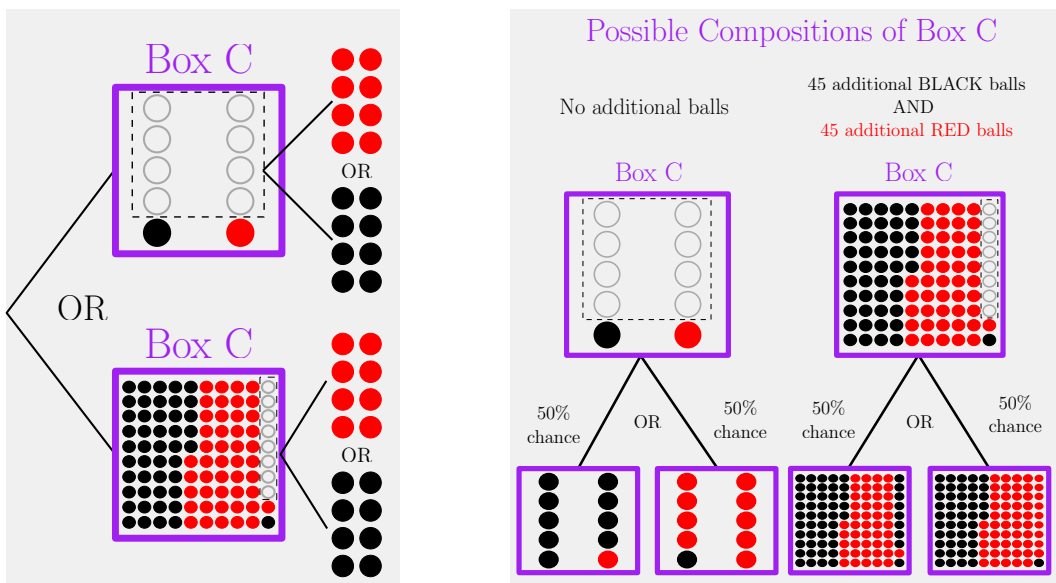 Box C
OR
OR
Box C
OR
Possible Compositions of Box C
No additional balls
45 additional BLACK balls
AND
45 additional RED balls
Box C
Box C
50%
chance
OR
50%
chance
50%
chance
OR
50%
chance